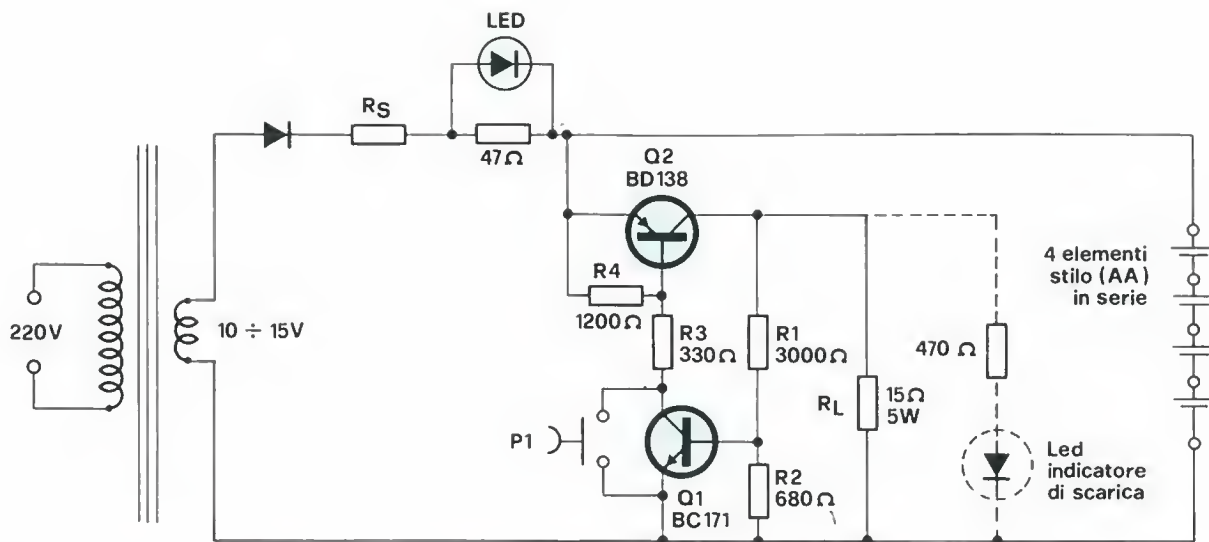 LED
RS
47Ω
Q2
BD138
R4
1200Ω
R3
330Ω
R1
3000Ω
220V
10 ÷ 15V
4 elementi
stilo (AA)
in serie
470 Ω
RL
15Ω
5W
P1
Q1
BC171
R2
680Ω
Led
indicatore
di scarica